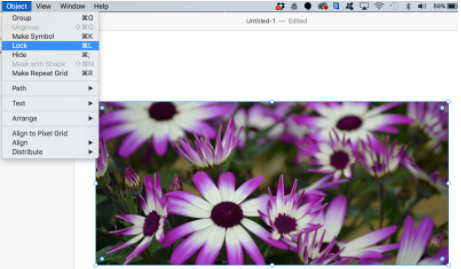 Object View Window Help
88%
Untitled-1 — Edited
Group ⌘G
Ungroup ⇧⌘G
Make Symbol ⌘K
Lock ⌘L
Hide ⌘;
Mask with Shape ⇧⌘M
Make Repeat Grid ⌘R
Path
Text
Arrange
Align to Pixel Grid
Align
Distribute